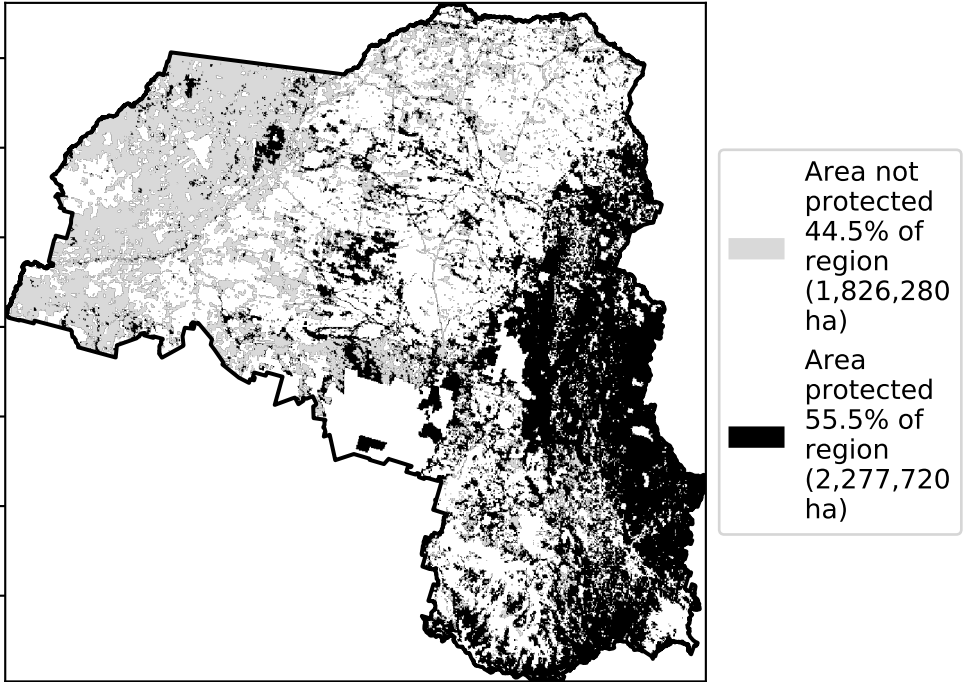 Area not
protected
44.5% of
region
(1,826,280
ha)
Area
protected
55.5% of
region
(2,277,720
ha)